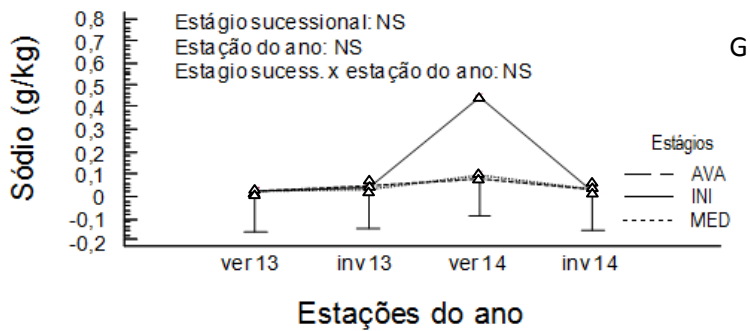 Estágio sucessional: NS
Estação do ano: NS
Estagio sucess. x estação do ano: NS
G
Sódio (g/kg)
0,8
0,7
0,6
0,5
0,4
0,3
0,2
0,1
0
-0,1
-0,2
ver 13
inv 13
ver 14
inv 14
Estações do ano
Estágios
AVA
INI
MED